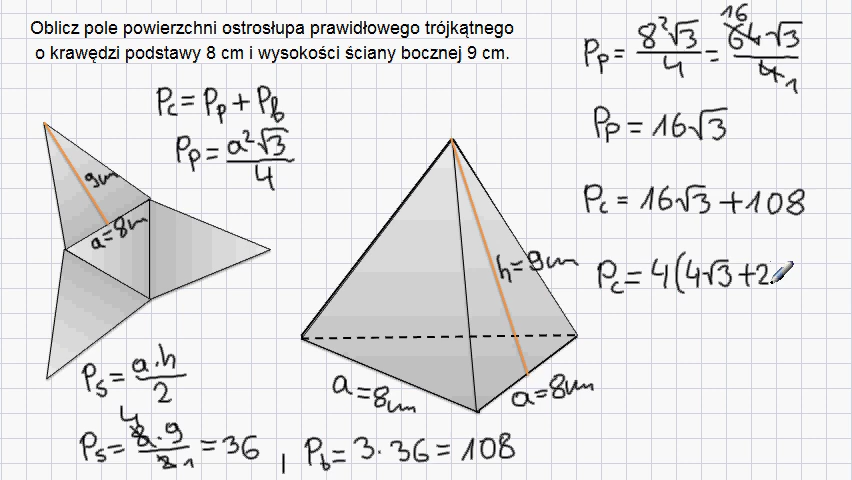 Oblicz pole powierzchni ostrosłupa prawidłowego trójkątnego
o krawędzi podstawy 8 cm i wysokości ściany bocznej 9 cm.
Pc = Pp + Pb
Pp = a²√3 / 4
9cm
a=8cm
h=9cm
a=8cm
a=8cm
Ps = a·h / 2
Ps = 8·9 / 2 = 36, Pb = 3·36 = 108
4
1
Pp = 8²√3 / 4 = 64√3 / 4
16
1
Pp = 16√3
Pc = 16√3 + 108
Pc = 4(4√3 + 2